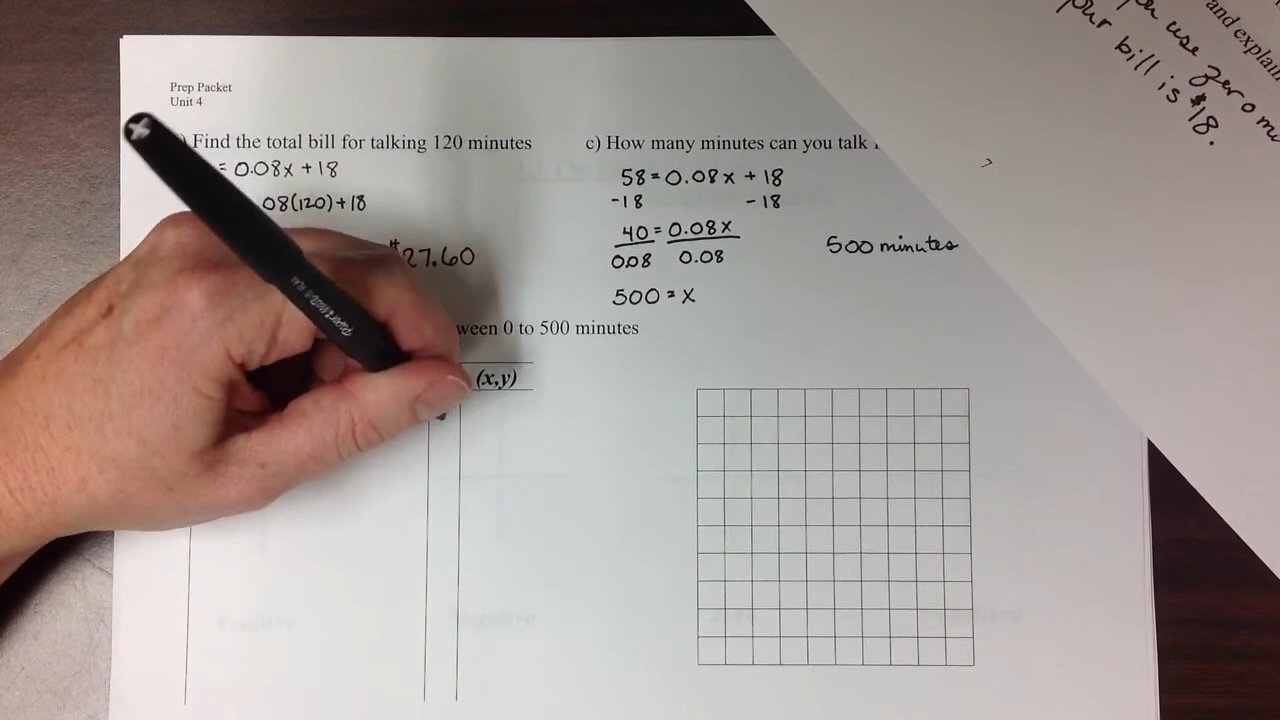 Prep Packet
Unit 4
) Find the total bill for talking 120 minutes
= 0.08x + 18
08(120) + 18
$27.60
c) How many minutes can you talk
58 = 0.08x + 18
-18 - 18
40 = 0.08x
0.08 0.08
500 = x
500 minutes
ween 0 to 500 minutes
(x,y)
and explain
you use zero m
your bill is $18.